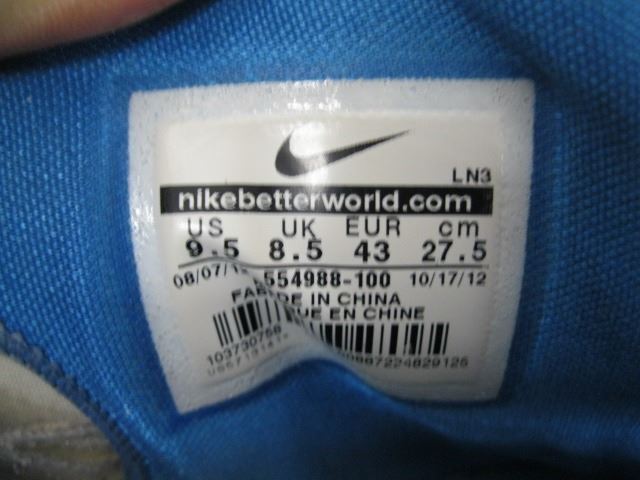 LN3
nikebetterworld.com
US UK EUR cm
9.5 8.5 43 27.5
554988-100 10/17/12
IN CHINA
EN CHINE
103730758